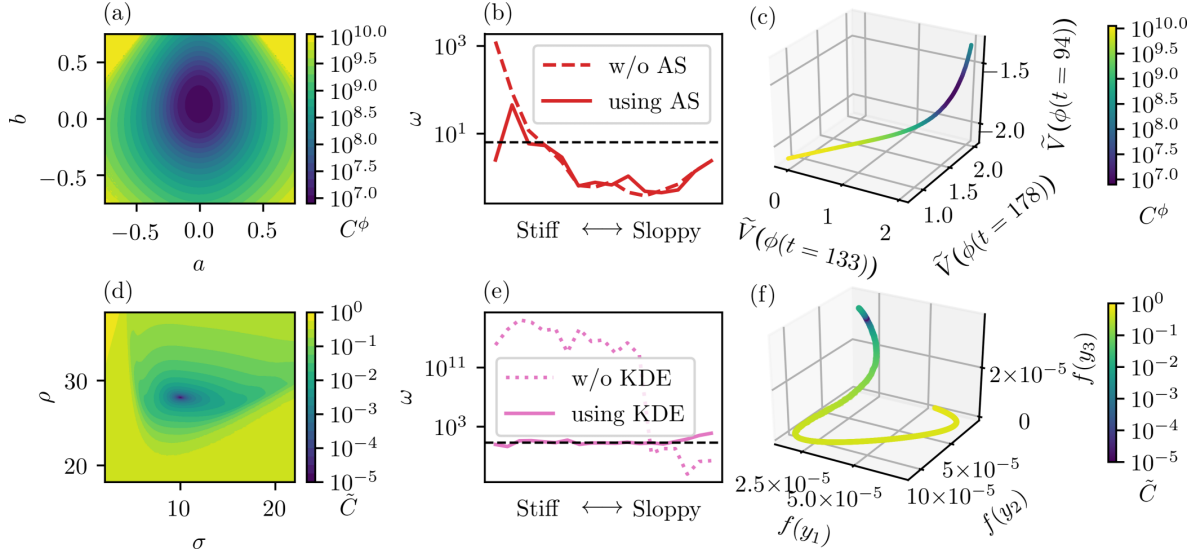 (a)
b
0.5
0.0
−0.5
−0.5
0.0
0.5
a
10^{10.0}
10^{9.5}
10^{9.0}
10^{8.5}
10^{8.0}
10^{7.5}
10^{7.0}
C^ϕ
(b)
ω
10^3
10^1
w/o AS
using AS
Stiff ⟷ Sloppy
(c)
0
1
2
Ṽ(ϕ(t = 133))
1.0
1.5
2.0
Ṽ(ϕ(t = 178))
−1.5
−2.0
Ṽ(ϕ(t = 94))
10^{10.0}
10^{9.5}
10^{9.0}
10^{8.5}
10^{8.0}
10^{7.5}
10^{7.0}
C^ϕ
(d)
ρ
30
20
10
20
σ
10^0
10^{−1}
10^{−2}
10^{−3}
10^{−4}
10^{−5}
C̃
(e)
ω
10^{11}
10^3
w/o KDE
using KDE
Stiff ⟷ Sloppy
(f)
2.5×10^{−5}
5.0×10^{−5}
f(y_1)
10×10^{−5}
5×10^{−5}
f(y_2)
2×10^{−5}
0
f(y_3)
10^0
10^{−1}
10^{−2}
10^{−3}
10^{−4}
10^{−5}
C̃